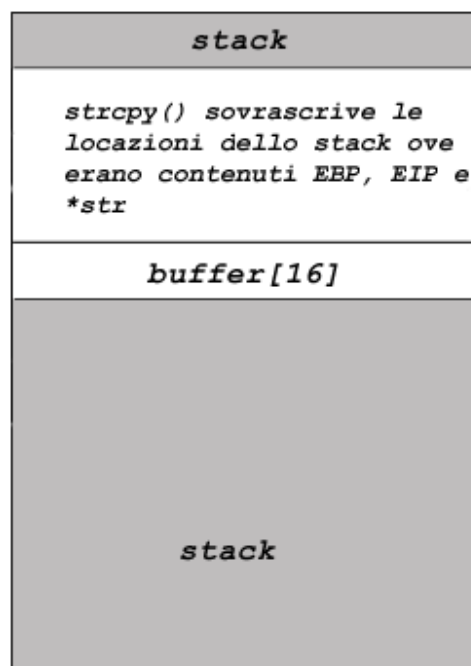 stack
strcpy() sovrascrive le
locazioni dello stack ove
erano contenuti EBP, EIP e
*str
buffer[16]
stack